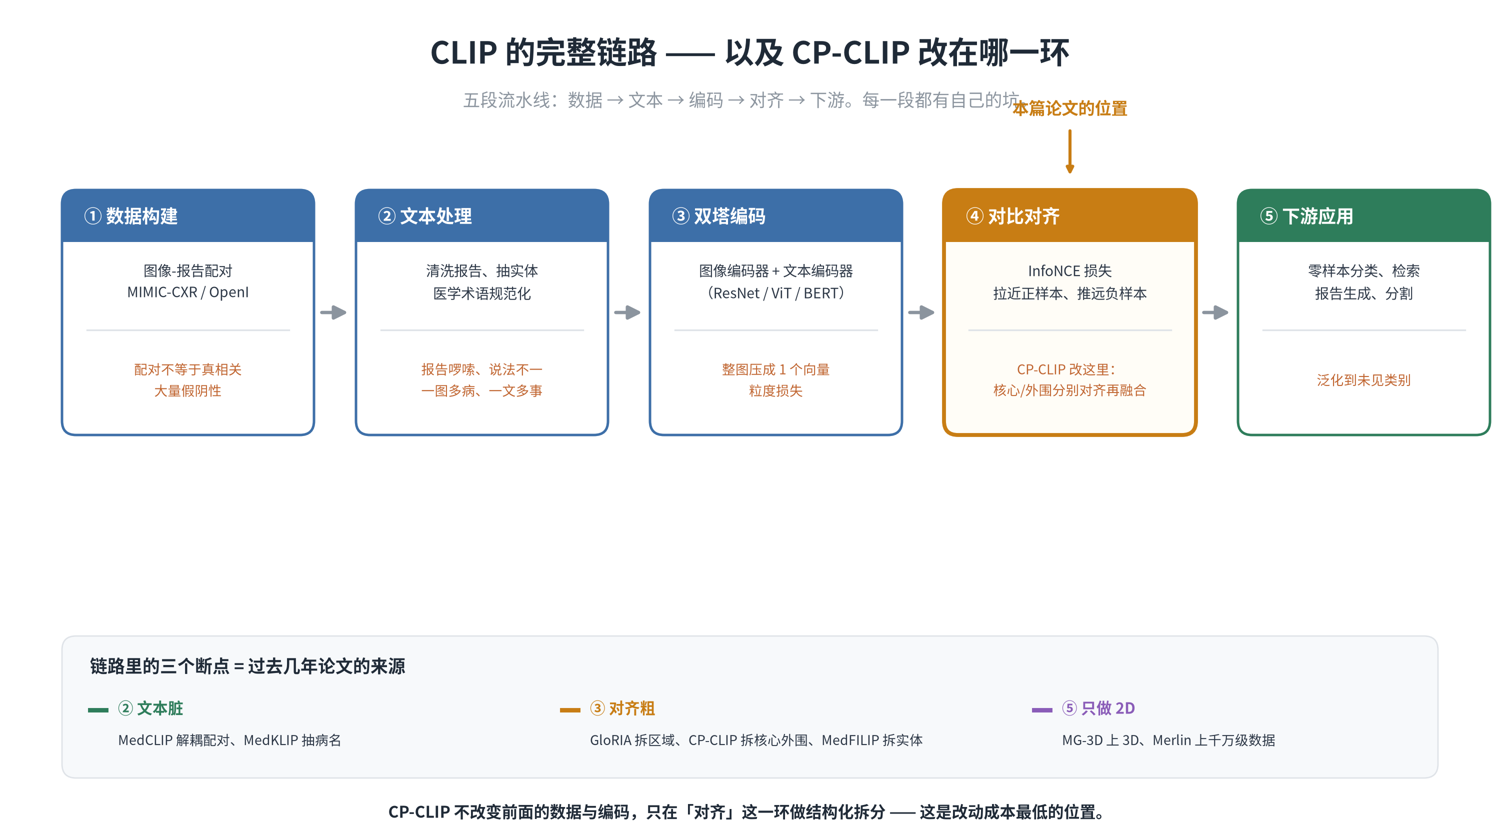 CLIP 的完整链路 —— 以及 CP-CLIP 改在哪一环
五段流水线：数据 → 文本 → 编码 → 对齐 → 下游。每一段都有自己的坑
本篇论文的位置
① 数据构建
图像-报告配对
MIMIC-CXR / OpenI
配对不等于真相关
大量假阴性
② 文本处理
清洗报告、抽实体
医学术语规范化
报告啰嗦、说法不一
一图多病、一文多事
③ 双塔编码
图像编码器 + 文本编码器
（ResNet / ViT / BERT）
整图压成 1 个向量
粒度损失
④ 对比对齐
InfoNCE 损失
拉近正样本、推远负样本
CP-CLIP 改这里：
核心/外围分别对齐再融合
⑤ 下游应用
零样本分类、检索
报告生成、分割
泛化到未见类别
链路里的三个断点 = 过去几年论文的来源
② 文本脏
MedCLIP 解耦配对、MedKLIP 抽病名
③ 对齐粗
GloRIA 拆区域、CP-CLIP 拆核心外围、MedFILIP 拆实体
⑤ 只做 2D
MG-3D 上 3D、Merlin 上千万级数据
CP-CLIP 不改变前面的数据与编码，只在「对齐」这一环做结构化拆分 —— 这是改动成本最低的位置。